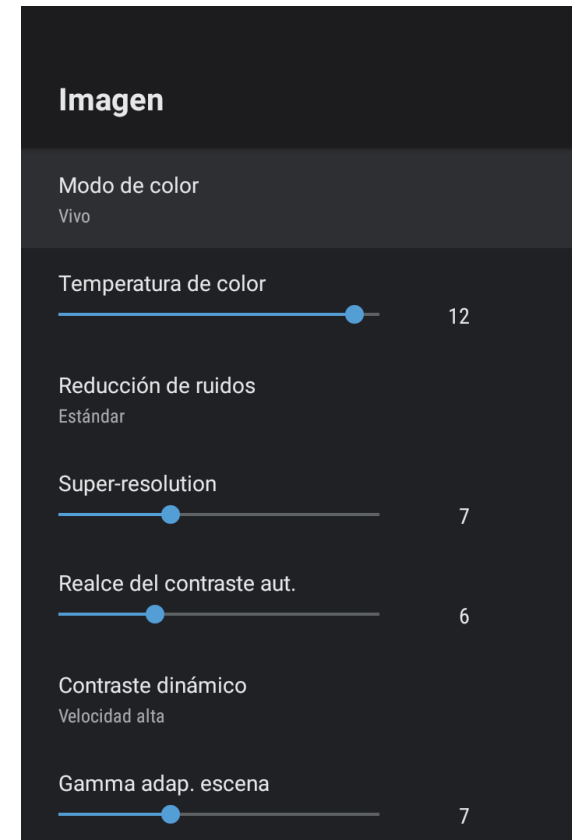 Imagen
Modo de color
Vivo
Temperatura de color
12
Reducción de ruidos
Estándar
Super-resolution
7
Realce del contraste aut.
6
Contraste dinámico
Velocidad alta
Gamma adap. escena
7